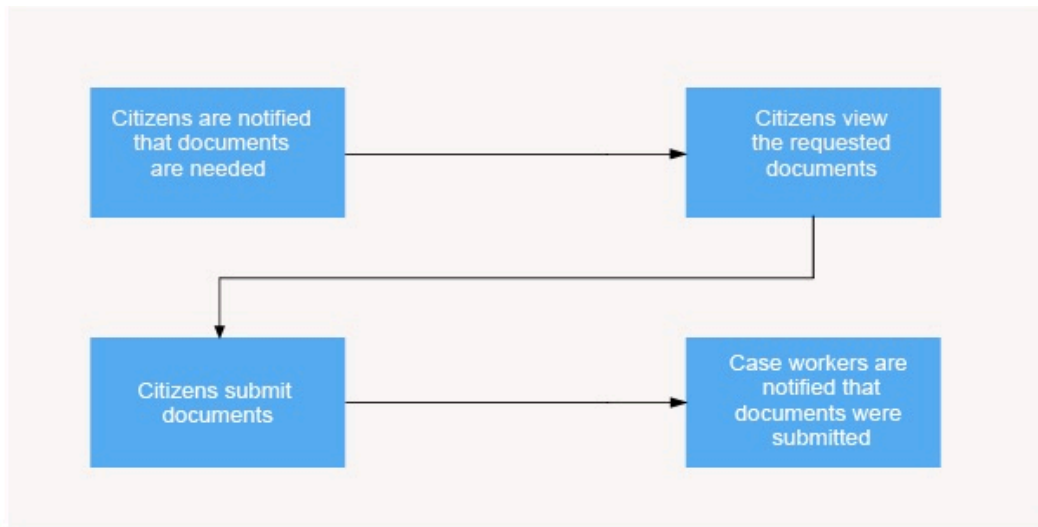 Citizens are notified
that documents
are needed
Citizens view
the requested
documents
Citizens submit
documents
Case workers are
notified that
documents were
submitted